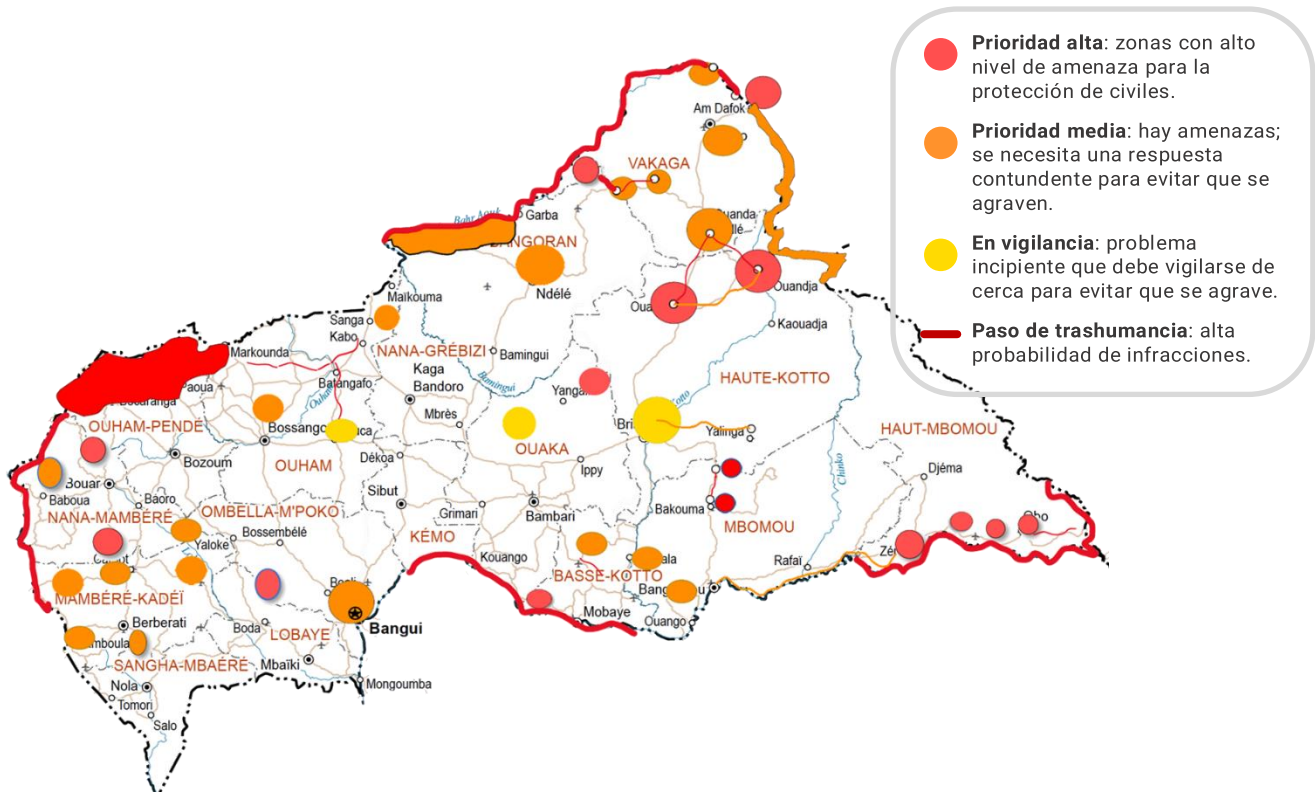 Prioridad alta: zonas con alto
nivel de amenaza para la
protección de civiles.
Prioridad media: hay amenazas;
se necesita una respuesta
contundente para evitar que se
agraven.
En vigilancia: problema
incipiente que debe vigilarse de
cerca para evitar que se agrave.
Paso de trashumancia: alta
probabilidad de infracciones.
Am Dafok
VAKAGA
Garba
Ndélé
Ouandja
Kaouadja
Maïkouma
Sanga
Kabo
NANA-GRÉBIZI
Bamingui
Bamingui
Kaga
Bandoro
Markounda
Batangafo
Ouham
Paoua
Mbrès
HAUTE-KOTTO
OUHAM-PENDÉ
OUAKA
Yalinga
HAUT-MBOMOU
Bozoum
OUHAM
Dékoa
Ippy
Chinko
Djéma
Bouar
Baboua
Baoro
Sibut
Grimari
Bambari
Bakouma
MBOMOU
NANA-MAMBÉRÉ
OMBELLA-M'POKO
Bossembélé
Yaloke
KÉMO
Kouango
BASSE-KOTTO
Rafaï
MAMBÉRÉ-KADÉÏ
Berberati
Boda
LOBAYE
Bangui
Mobaye
Ouango
SANGHA-MBAÉRÉ
Mbaïki
Mongoumba
Nola
Tomori
Salo